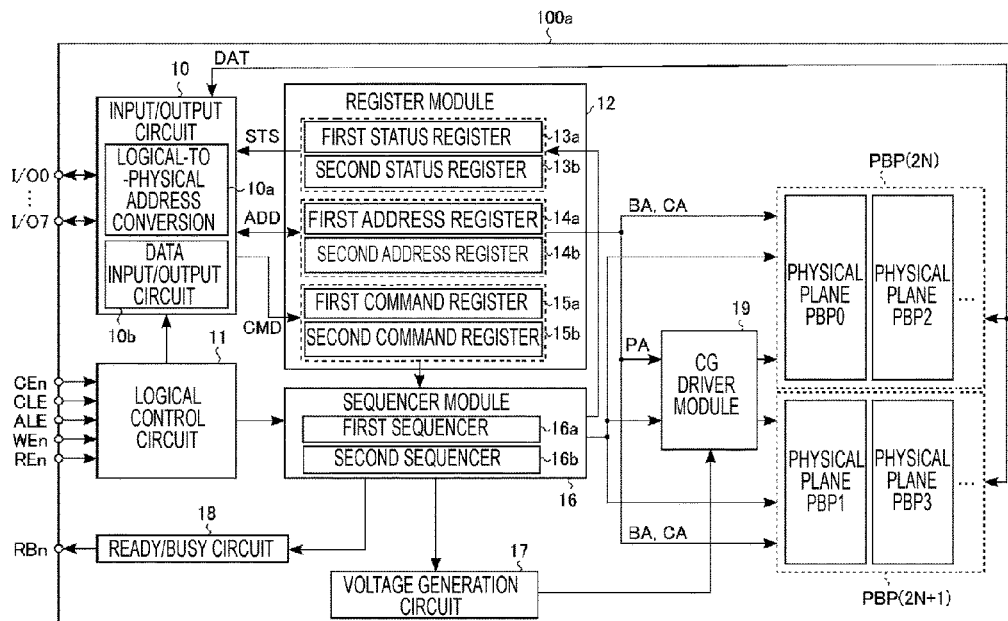 100a
DAT
10
INPUT/OUTPUT
CIRCUIT
LOGICAL-TO
-PHYSICAL
ADDRESS
CONVERSION
10a
DATA
INPUT/OUTPUT
CIRCUIT
10b
I/O0
I/O7
STS
ADD
CMD
REGISTER MODULE
12
FIRST STATUS REGISTER
13a
SECOND STATUS REGISTER
13b
FIRST ADDRESS REGISTER
14a
SECOND ADDRESS REGISTER
14b
FIRST COMMAND REGISTER
15a
SECOND COMMAND REGISTER
15b
11
LOGICAL
CONTROL
CIRCUIT
CEn
CLE
ALE
WEn
REn
SEQUENCER MODULE
FIRST SEQUENCER
16a
SECOND SEQUENCER
16b
16
RBn
18
READY/BUSY CIRCUIT
17
VOLTAGE GENERATION
CIRCUIT
BA, CA
PA
19
CG
DRIVER
MODULE
BA, CA
PBP(2N)
PHYSICAL
PLANE
PBP0
PHYSICAL
PLANE
PBP2
...
PHYSICAL
PLANE
PBP1
PHYSICAL
PLANE
PBP3
...
PBP(2N+1)